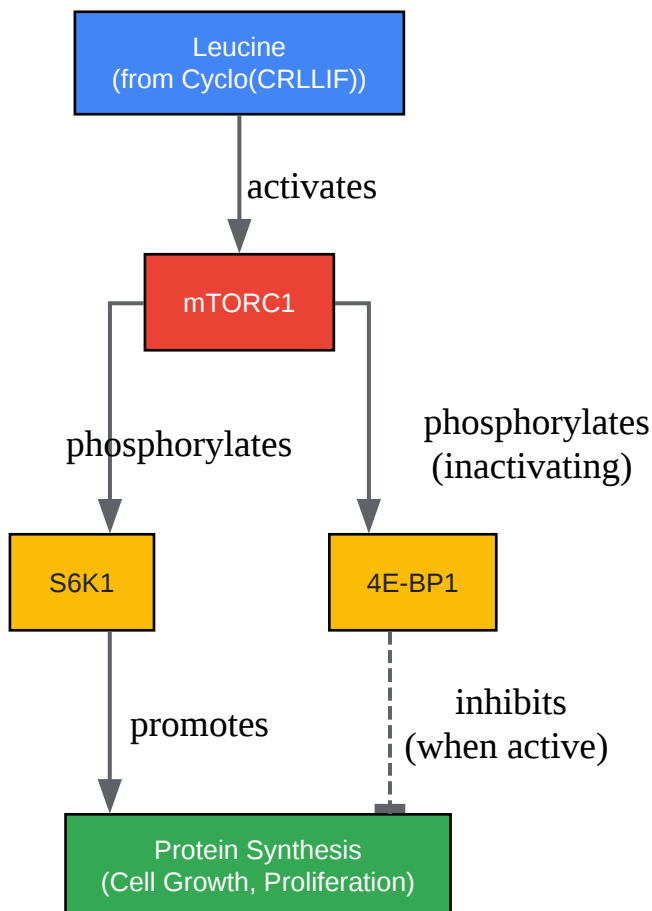 Leucine
(from Cyclo(CRLLIF))
activates
mTORC1
phosphorylates
phosphorylates
(inactivating)
S6K1
4E-BP1
promotes
inhibits
(when active)
Protein Synthesis
(Cell Growth, Proliferation)